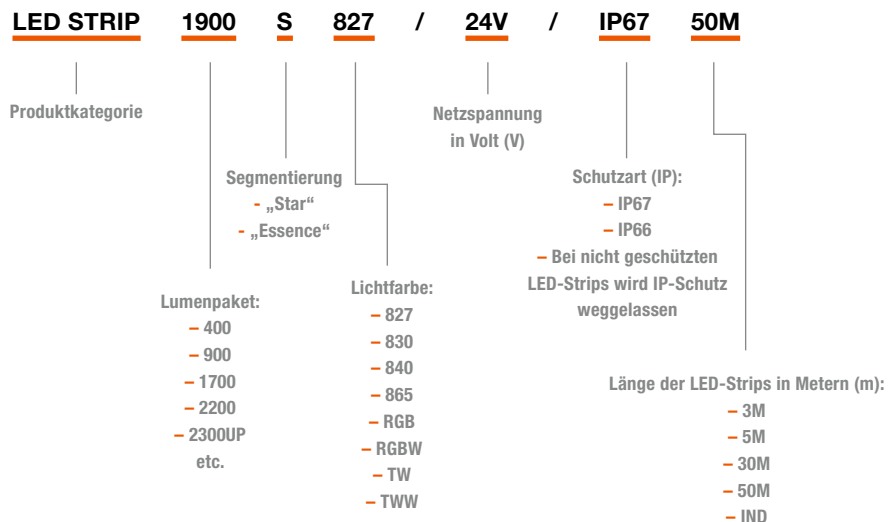 LED STRIP 1900 S 827 / 24V / IP67 50M
Produktkategorie
Netzspannung
in Volt (V)
Segmentierung
- „Star“
- „Essence“
Schutzart (IP):
– IP67
– IP66
– Bei nicht geschützten
LED-Strips wird IP-Schutz
weggelassen
Lumenpaket:
– 400
– 900
– 1700
– 2200
– 2300UP
etc.
Lichtfarbe:
– 827
– 830
– 840
– 865
– RGB
– RGBW
– TW
– TWW
Länge der LED-Strips in Metern (m):
– 3M
– 5M
– 30M
– 50M
– IND